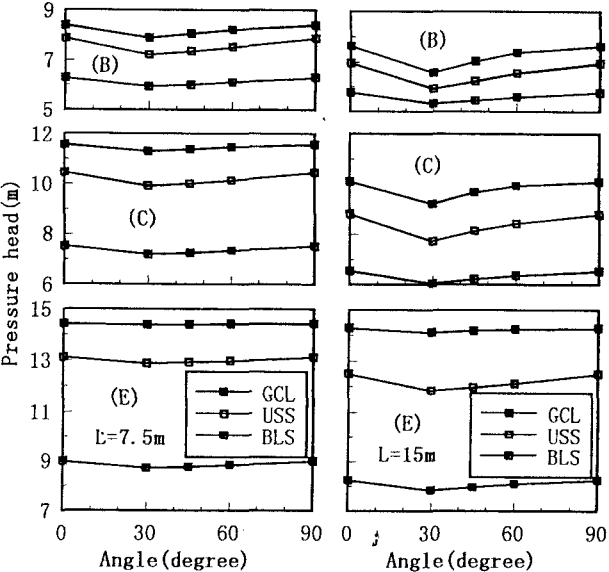 9
7
5
(B)
(B)
12
10
8
6
(C)
(C)
Pressure head(m)
15
13
11
9
7
(E)
L=7.5m
GCL
USS
BLS
(E)
L=15m
GCL
USS
BLS
0 30 60 90
0 30 60 90
Angle(degree)
Angle(degree)